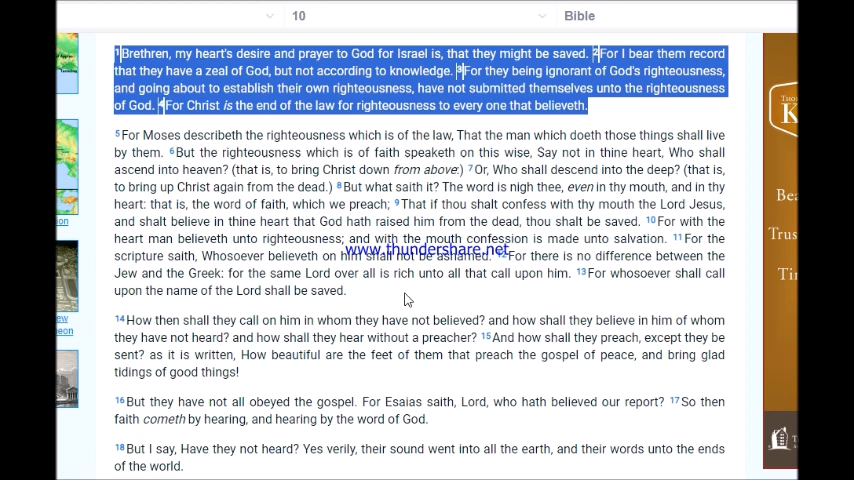 10 Bible
1Brethren, my heart's desire and prayer to God for Israel is, that they might be saved. 2For I bear them record
that they have a zeal of God, but not according to knowledge. 3For they being ignorant of God's righteousness,
and going about to establish their own righteousness, have not submitted themselves unto the righteousness
of God. 4For Christ is the end of the law for righteousness to every one that believeth.
5For Moses describeth the righteousness which is of the law, That the man which doeth those things shall live
by them. 6But the righteousness which is of faith speaketh on this wise, Say not in thine heart, Who shall
ascend into heaven? (that is, to bring Christ down from above:) 7Or, Who shall descend into the deep? (that is,
to bring up Christ again from the dead.) 8But what saith it? The word is nigh thee, even in thy mouth, and in thy
heart: that is, the word of faith, which we preach; 9That if thou shalt confess with thy mouth the Lord Jesus,
and shalt believe in thine heart that God hath raised him from the dead, thou shalt be saved. 10For with the
heart man believeth unto righteousness; and with the mouth confession is made unto salvation. 11For the
www.thundershare.net
scripture saith, Whosoever believeth on him shall not be ashamed. 12For there is no difference between the
Jew and the Greek: for the same Lord over all is rich unto all that call upon him. 13For whosoever shall call
upon the name of the Lord shall be saved.
14How then shall they call on him in whom they have not believed? and how shall they believe in him of whom
they have not heard? and how shall they hear without a preacher? 15And how shall they preach, except they be
sent? as it is written, How beautiful are the feet of them that preach the gospel of peace, and bring glad
tidings of good things!
16But they have not all obeyed the gospel. For Esaias saith, Lord, who hath believed our report? 17So then
faith cometh by hearing, and hearing by the word of God.
18But I say, Have they not heard? Yes verily, their sound went into all the earth, and their words unto the ends
of the world.
ion
ew
geon
Bea
Trus
Ti